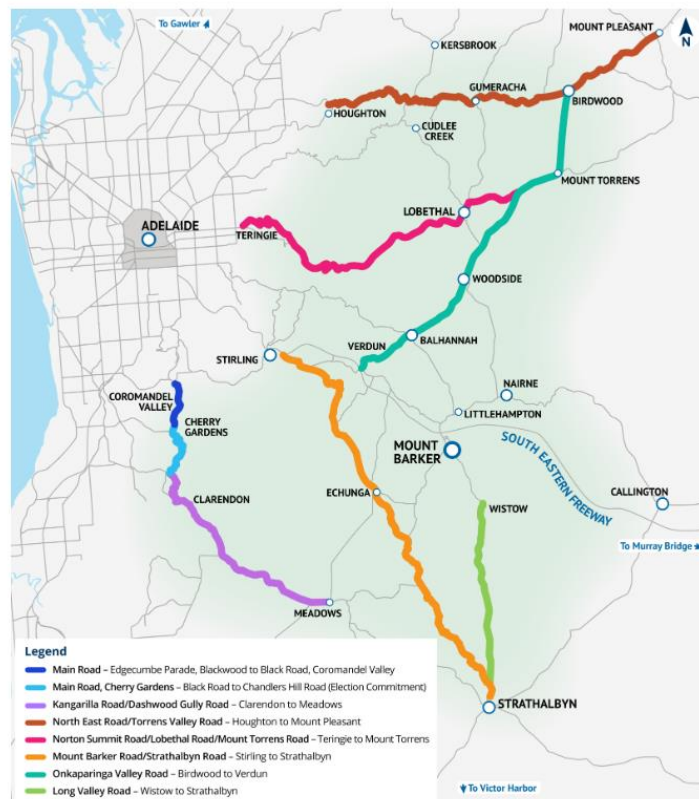 To Gawler
MOUNT PLEASANT
N
KERSBROOK
GUMERACHA
BIRDWOOD
HOUGHTON
CUDLEE
CREEK
MOUNT TORRENS
LOBETHAL
ADELAIDE
TERINGIE
WOODSIDE
VERDUN
BALHANNAH
STIRLING
NAIRNE
COROMANDEL
VALLEY
LITTLEHAMPTON
CHERRY
GARDENS
MOUNT
BARKER
SOUTH EASTERN FREEWAY
CLARENDON
ECHUNGA
WISTOW
CALLINGTON
To Murray Bridge
MEADOWS
STRATHALBYN
To Victor Harbor
Legend
Main Road – Edgecumbe Parade, Blackwood to Black Road, Coromandel Valley
Main Road, Cherry Gardens – Black Road to Chandlers Hill Road (Election Commitment)
Kangarilla Road/Dashwood Gully Road – Clarendon to Meadows
North East Road/Torrens Valley Road – Houghton to Mount Pleasant
Norton Summit Road/Lobethal Road/Mount Torrens Road – Teringie to Mount Torrens
Mount Barker Road/Strathalbyn Road – Stirling to Strathalbyn
Onkaparinga Valley Road – Birdwood to Verdun
Long Valley Road – Wistow to Strathalbyn